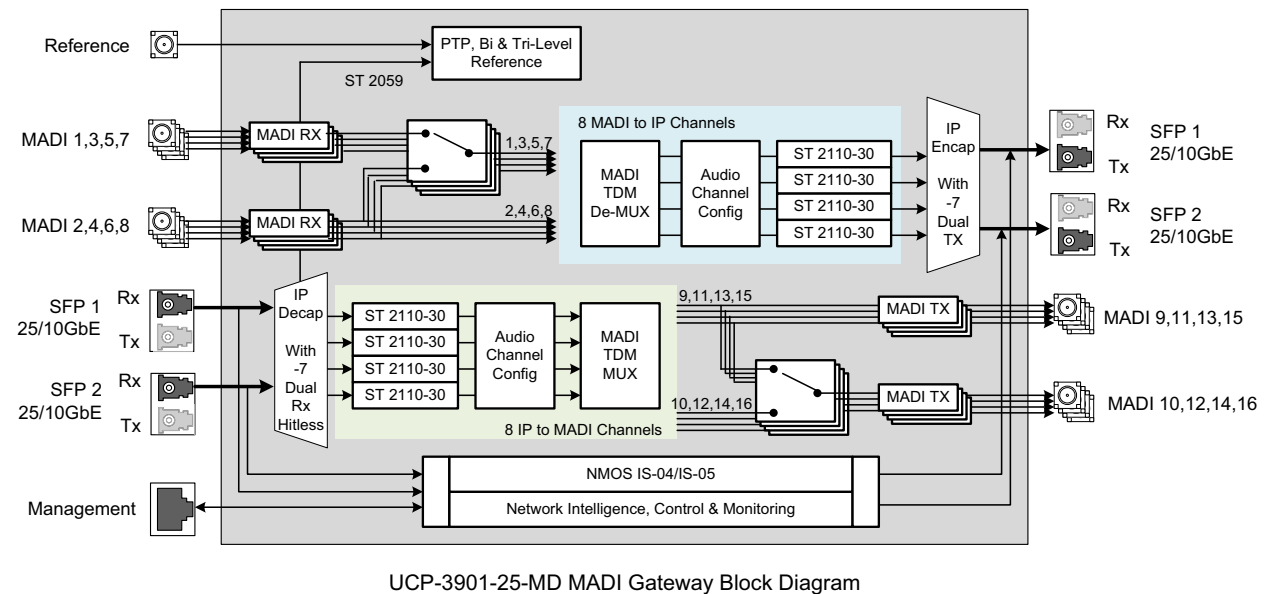 Reference
PTP, Bi & Tri-Level
Reference
ST 2059
MADI 1,3,5,7
MADI RX
1,3,5,7
MADI 2,4,6,8
MADI RX
2,4,6,8
8 MADI to IP Channels
MADI
TDM
De-MUX
Audio
Channel
Config
ST 2110-30
ST 2110-30
ST 2110-30
ST 2110-30
IP
Encap
With
-7
Dual
TX
Rx
Tx
SFP 1
25/10GbE
Rx
Tx
SFP 2
25/10GbE
SFP 1
25/10GbE
Rx
Tx
SFP 2
25/10GbE
Rx
Tx
IP
Decap
With
-7
Dual
Rx
Hitless
ST 2110-30
ST 2110-30
ST 2110-30
ST 2110-30
Audio
Channel
Config
MADI
TDM
MUX
8 IP to MADI Channels
9,11,13,15
MADI TX
MADI 9,11,13,15
10,12,14,16
MADI TX
MADI 10,12,14,16
Management
NMOS IS-04/IS-05
Network Intelligence, Control & Monitoring
UCP-3901-25-MD MADI Gateway Block Diagram